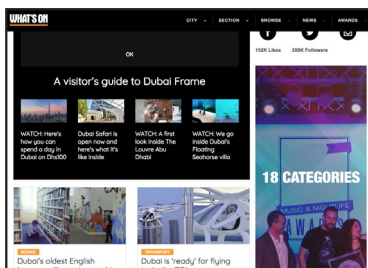 WHAT'S ON
CITY
SECTION
BROWSE
NEWS
AWARDS
OK
152K Likes
288K Followers
A visitor's guide to Dubai Frame
WATCH: Here's
how you can
spend a day in
Dubai on Dhs100
Dubai Safari is
open now and
here's what it's
like inside
WATCH: A first
look inside The
Louvre Abu
Dhabi
WATCH: We go
inside Dubai's
Floating
Seahorse villa
18 CATEGORIES
MUSIC & NIGHTLIFE
AWARDS
BOOKS
Dubai's oldest English
TRANSPORT
Dubai is 'ready' for flying